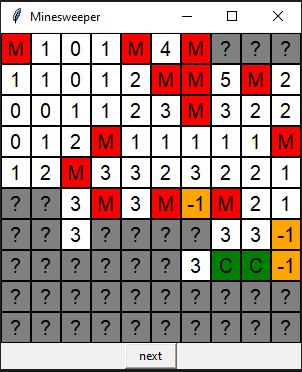 Minesweeper
M 1 0 1 M 4 M ? ? ?
1 1 0 1 2 M M 5 M 2
0 0 1 1 2 3 M 3 2 2
0 1 2 M 1 1 1 1 1 M
1 2 M 3 3 2 3 2 2 1
? ? 3 M 3 M -1 M 2 1
? ? 3 ? ? ? ? 3 3 -1
? ? ? ? ? ? 3 C C -1
? ? ? ? ? ? ? ? ? ?
? ? ? ? ? ? ? ? ? ?
next